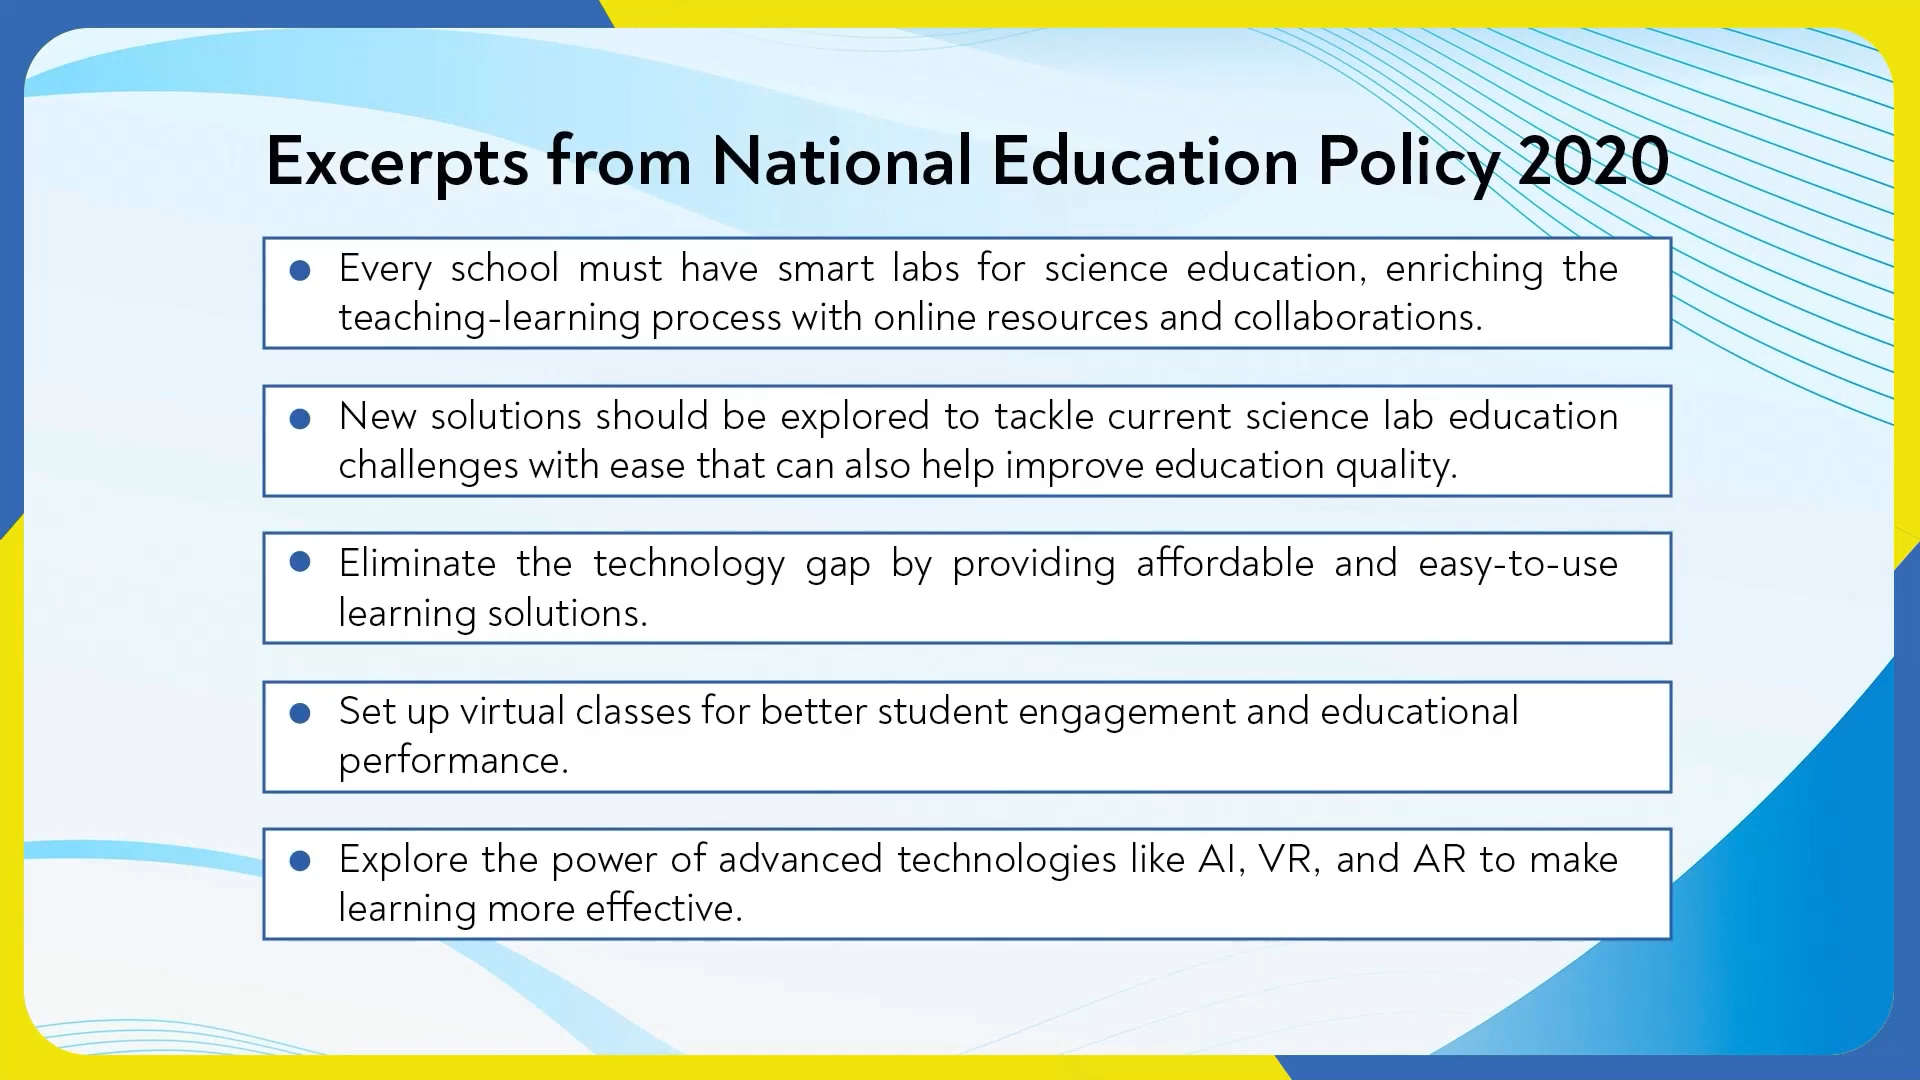 Excerpts from National Education Policy 2020
● Every school must have smart labs for science education, enriching the
teaching-learning process with online resources and collaborations.
● New solutions should be explored to tackle current science lab education
challenges with ease that can also help improve education quality.
● Eliminate the technology gap by providing affordable and easy-to-use
learning solutions.
● Set up virtual classes for better student engagement and educational
performance.
● Explore the power of advanced technologies like AI, VR, and AR to make
learning more effective.